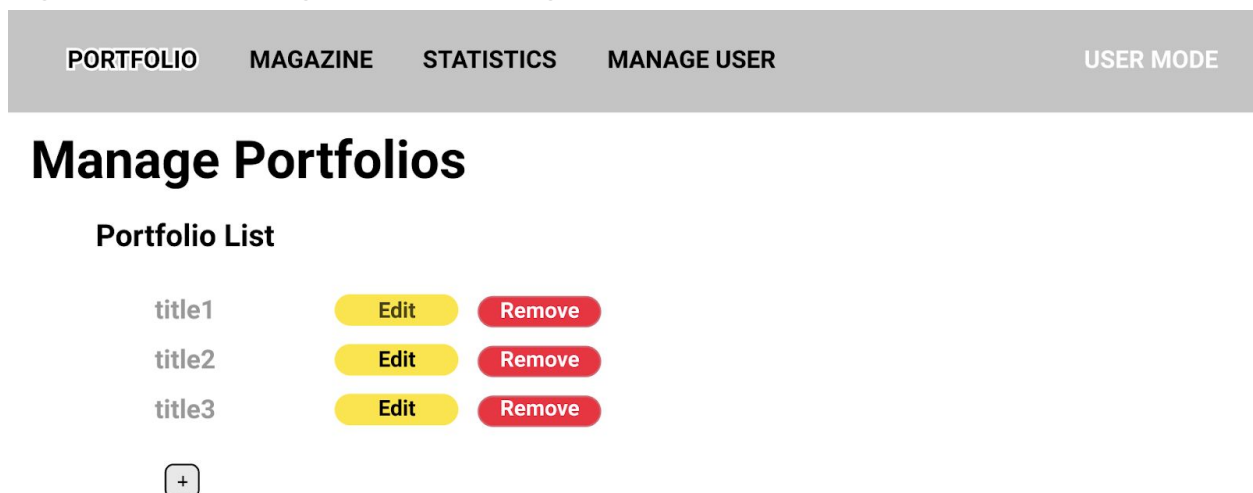 PORTFOLIO MAGAZINE STATISTICS MANAGE USER USER MODE
Manage Portfolios
Portfolio List
title1 Edit Remove
title2 Edit Remove
title3 Edit Remove
+